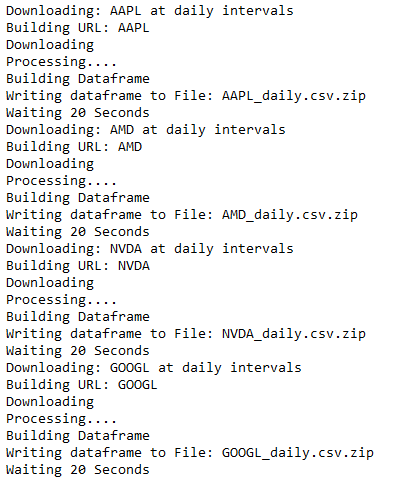 Downloading: AAPL at daily intervals
Building URL: AAPL
Downloading
Processing....
Building Dataframe
Writing dataframe to File: AAPL_daily.csv.zip
Waiting 20 Seconds
Downloading: AMD at daily intervals
Building URL: AMD
Downloading
Processing....
Building Dataframe
Writing dataframe to File: AMD_daily.csv.zip
Waiting 20 Seconds
Downloading: NVDA at daily intervals
Building URL: NVDA
Downloading
Processing....
Building Dataframe
Writing dataframe to File: NVDA_daily.csv.zip
Waiting 20 Seconds
Downloading: GOOGL at daily intervals
Building URL: GOOGL
Downloading
Processing....
Building Dataframe
Writing dataframe to File: GOOGL_daily.csv.zip
Waiting 20 Seconds